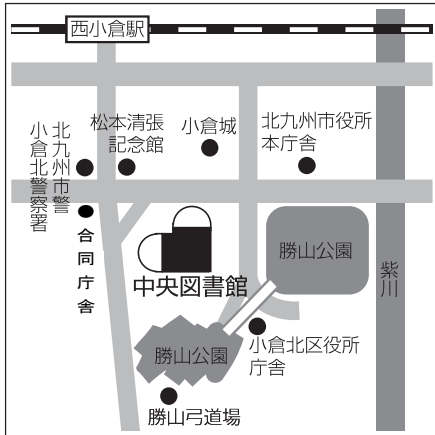 西小倉駅
北九州市警察
小倉北警察署
松本清張
記念館
小倉城
北九州市役所
本庁舎
合同庁舎
中央図書館
勝山公園
紫川
勝山公園
小倉北区役所
庁舎
勝山弓道場